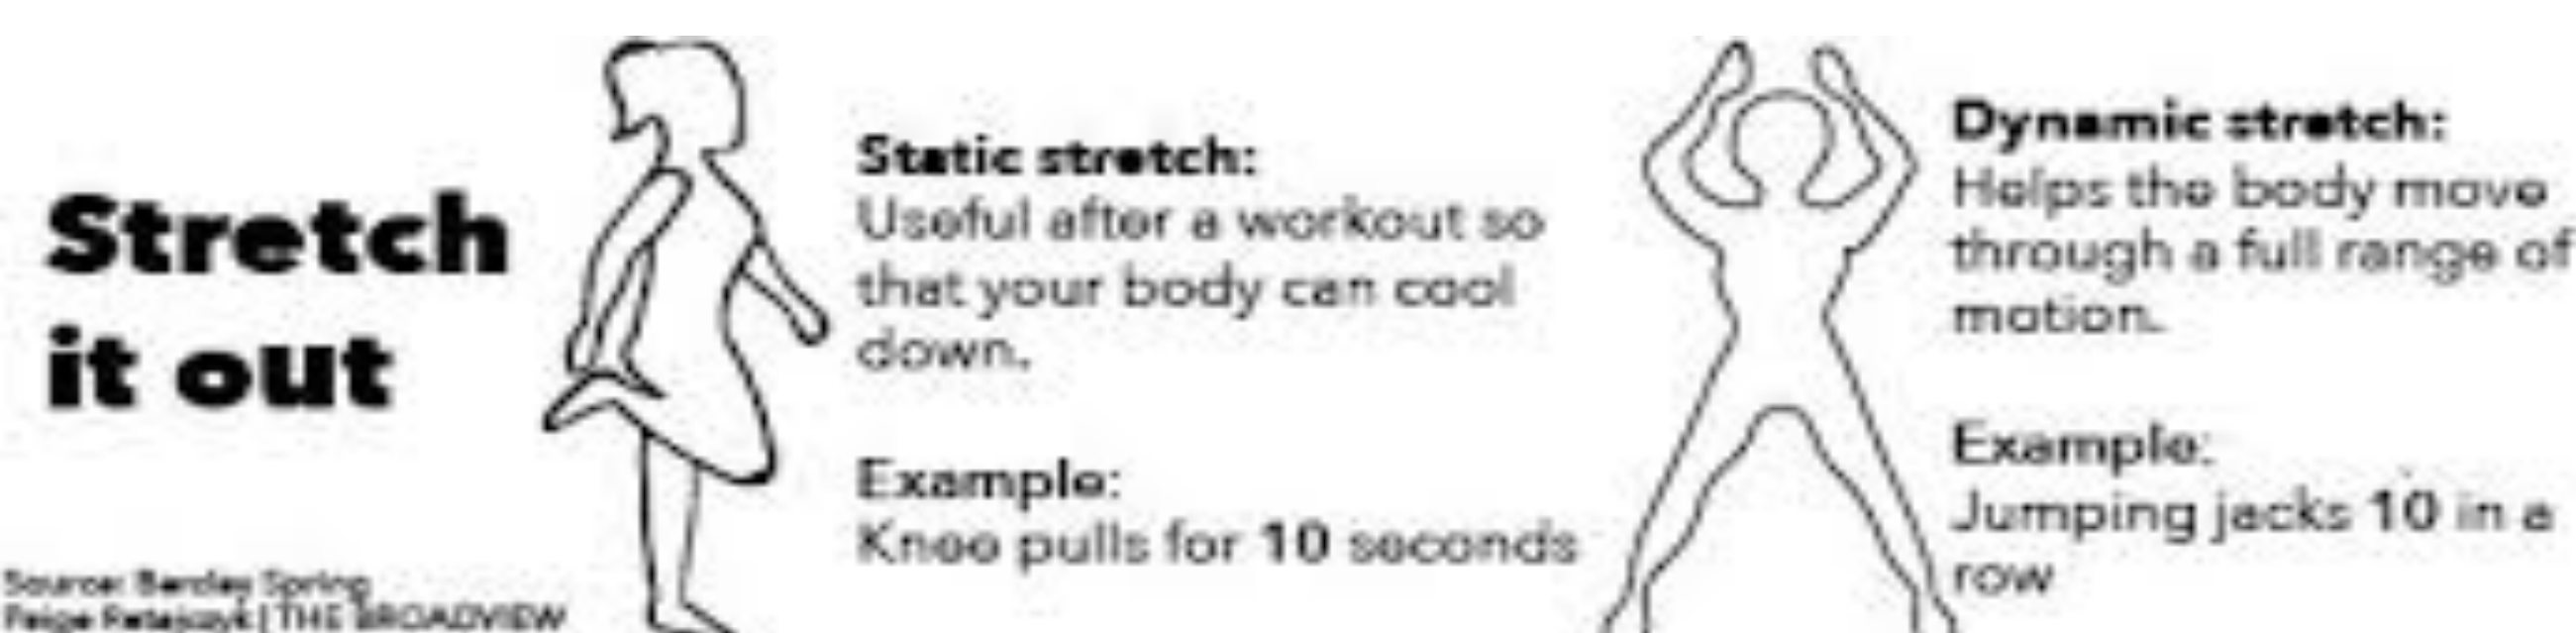 Stretch
it out
Static stretch:
Useful after a workout so
that your body can cool
down.
Example:
Knee pulls for 10 seconds
Dynamic stretch:
Helps the body move
through a full range of
motion.
Example:
Jumping jacks 10 in a
row
Source: Barclay Spring
Paige | THE BROADVIEW